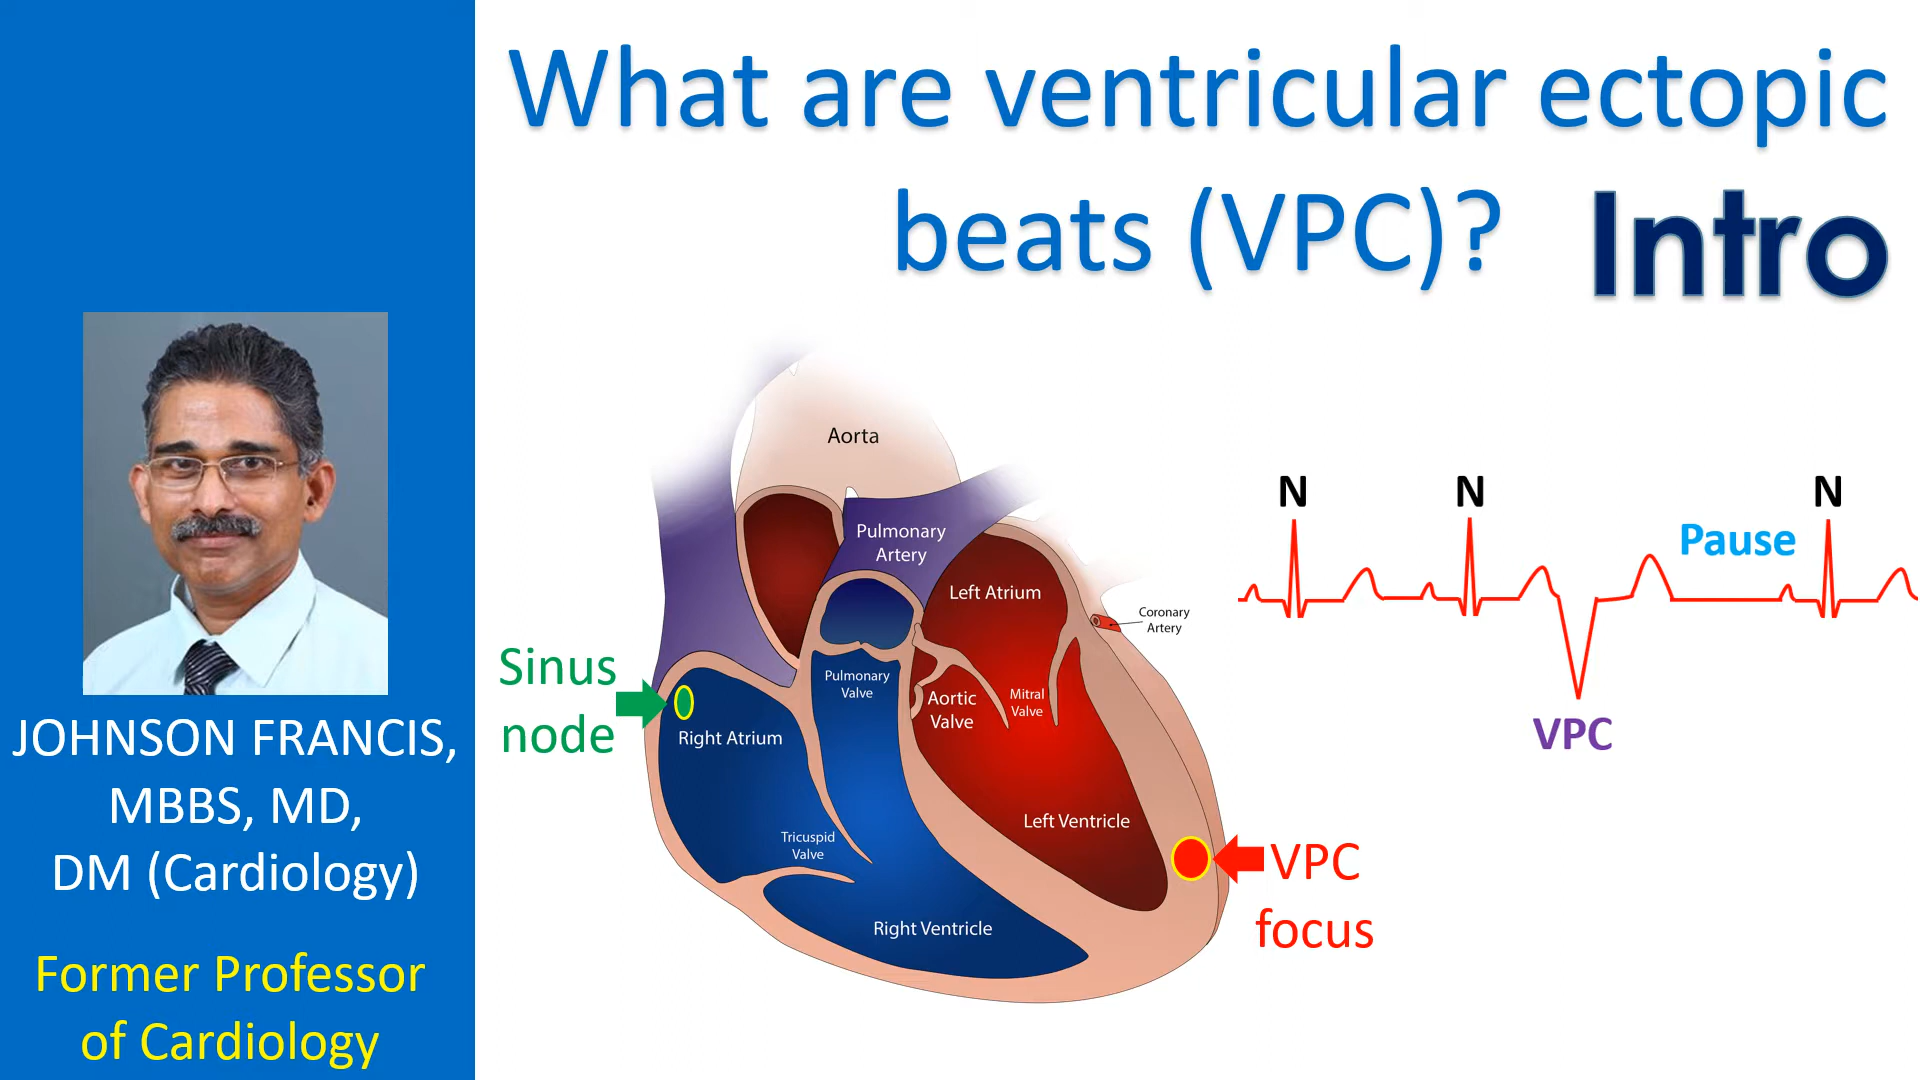 What are ventricular ectopic
beats (VPC)? Intro
JOHNSON FRANCIS,
MBBS, MD,
DM (Cardiology)
Former Professor
of Cardiology
Aorta
Pulmonary
Artery
Left Atrium
Coronary
Artery
Sinus
node
Pulmonary
Valve
Aortic
Valve
Mitral
Valve
Right Atrium
Tricuspid
Valve
Left Ventricle
Right Ventricle
VPC
focus
N
N
N
Pause
VPC